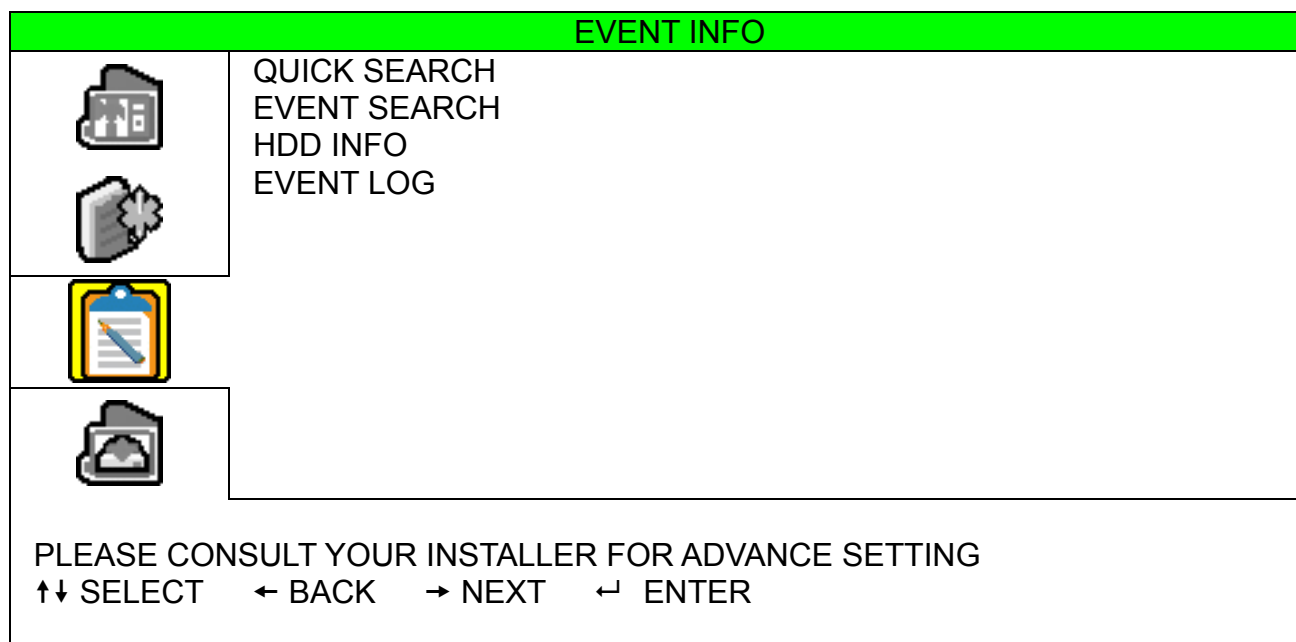 EVENT INFO
QUICK SEARCH
EVENT SEARCH
HDD INFO
EVENT LOG
PLEASE CONSULT YOUR INSTALLER FOR ADVANCE SETTING
↑↓ SELECT ← BACK → NEXT ↵ ENTER